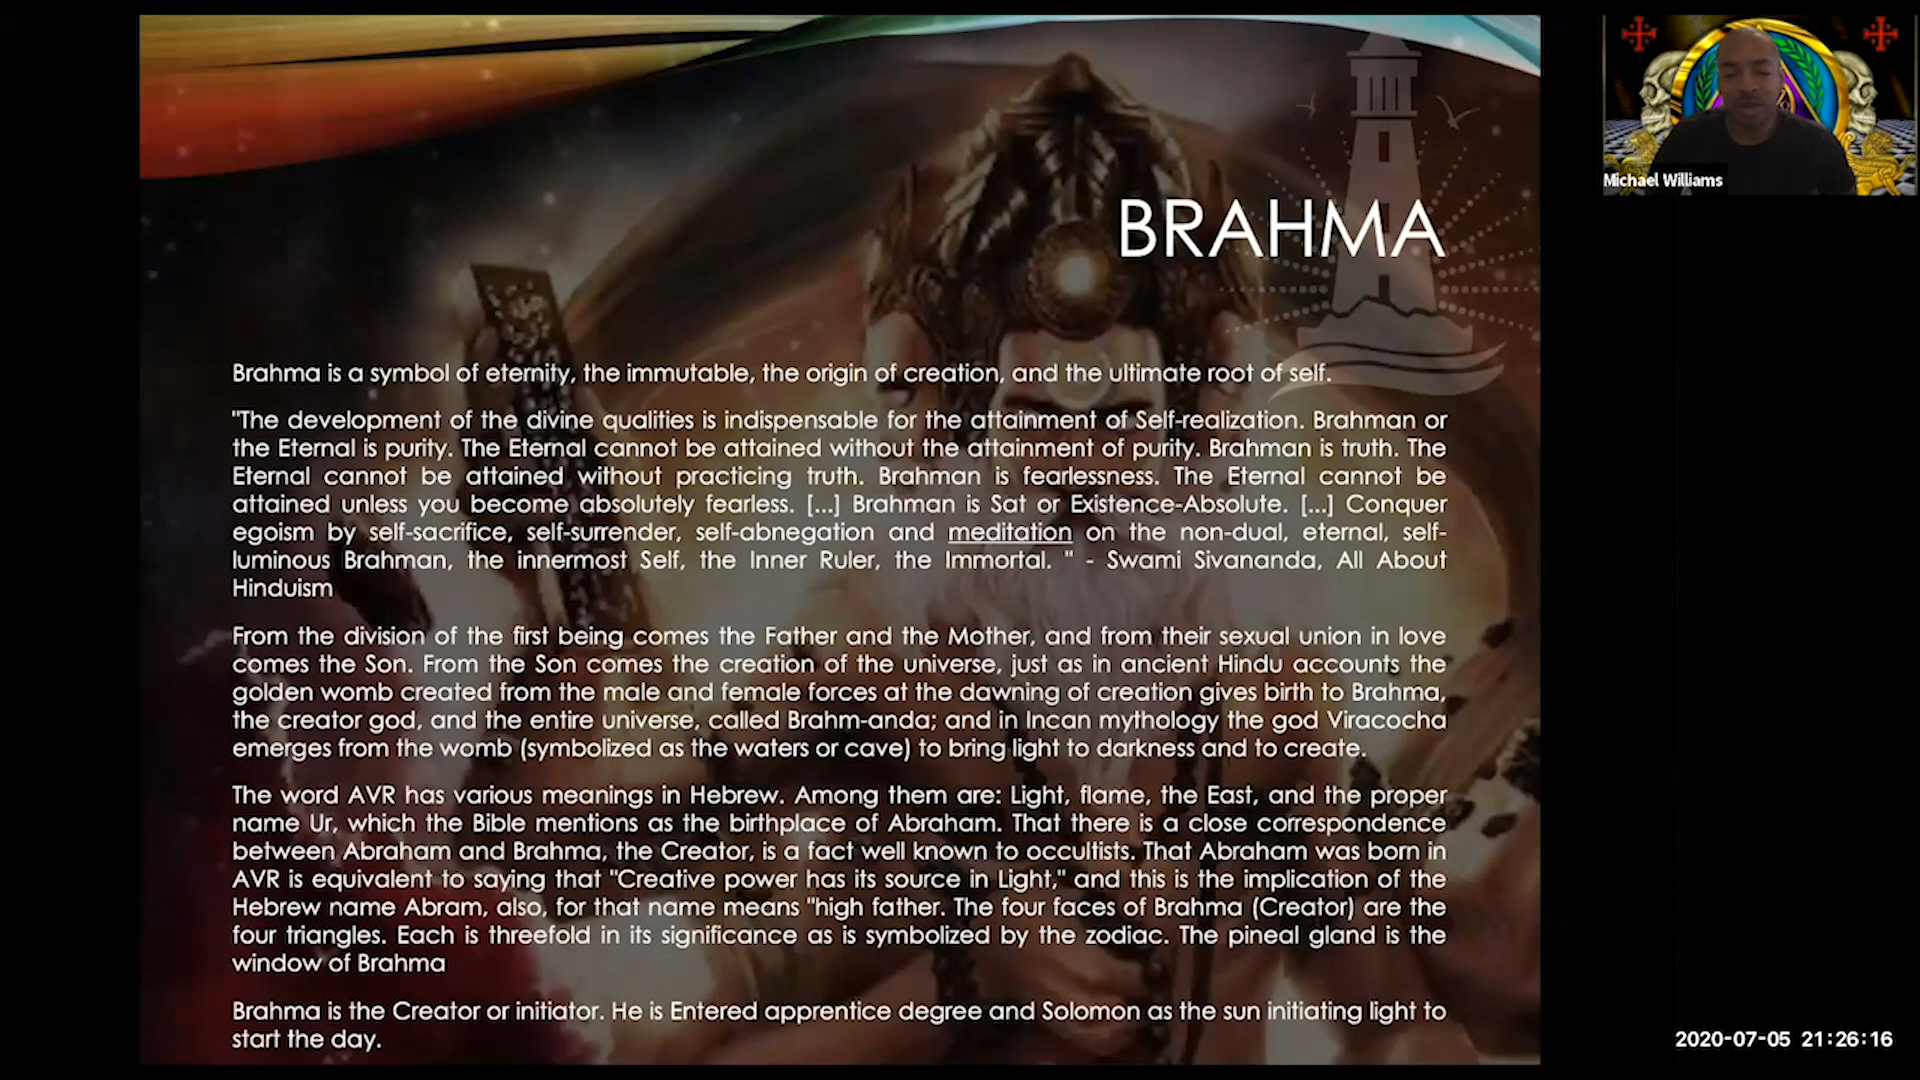 BRAHMA
Brahma is a symbol of eternity, the immutable, the origin of creation, and the ultimate root of self.
"The development of the divine qualities is indispensable for the attainment of Self-realization. Brahman or
the Eternal is purity. The Eternal cannot be attained without the attainment of purity. Brahman is truth. The
Eternal cannot be attained without practicing truth. Brahman is fearlessness. The Eternal cannot be
attained unless you become absolutely fearless. [...] Brahman is Sat or Existence-Absolute. [...] Conquer
egoism by self-sacrifice, self-surrender, self-abnegation and meditation on the non-dual, eternal, self-
luminous Brahman, the innermost Self, the Inner Ruler, the Immortal. " - Swami Sivananda, All About
Hinduism
From the division of the first being comes the Father and the Mother, and from their sexual union in love
comes the Son. From the Son comes the creation of the universe, just as in ancient Hindu accounts the
golden womb created from the male and female forces at the dawning of creation gives birth to Brahma,
the creator god, and the entire universe, called Brahm-anda; and in Incan mythology the god Viracocha
emerges from the womb (symbolized as the waters or cave) to bring light to darkness and to create.
The word AVR has various meanings in Hebrew. Among them are: Light, flame, the East, and the proper
name Ur, which the Bible mentions as the birthplace of Abraham. That there is a close correspondence
between Abraham and Brahma, the Creator, is a fact well known to occultists. That Abraham was born in
AVR is equivalent to saying that "Creative power has its source in Light," and this is the implication of the
Hebrew name Abram, also, for that name means "high father. The four faces of Brahma (Creator) are the
four triangles. Each is threefold in its significance as is symbolized by the zodiac. The pineal gland is the
window of Brahma
Brahma is the Creator or initiator. He is Entered apprentice degree and Solomon as the sun initiating light to
start the day.
Michael Williams
2020-07-05 21:26:16